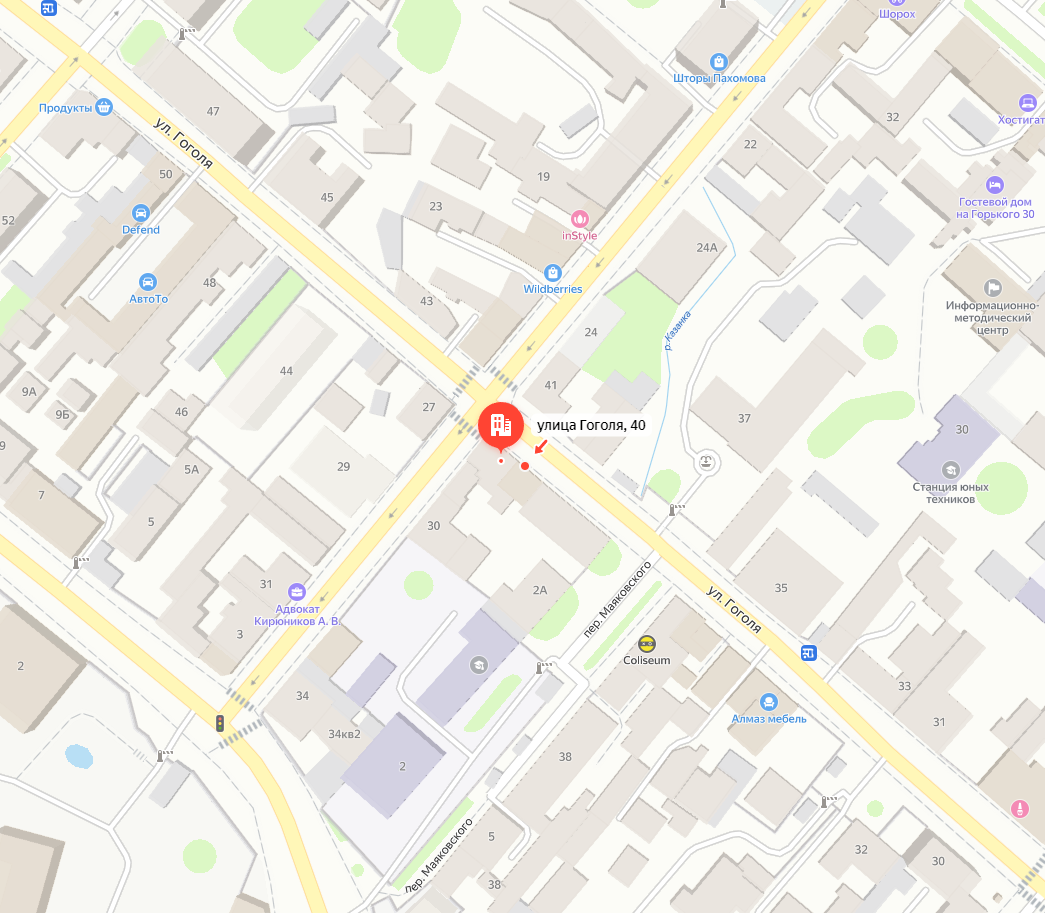 Шорох
Шторы Пахомова
Продукты
47
ул. Гоголя
32
Хостигат
22
50
19
45
23
Гостевой дом
на Горького 30
52
Defend
inStyle
24А
48
АвтоТо
Wildberries
43
Информационно-
методический
центр
24
р. Казанка
44
41
9А
9Б
46
27
37
улица Гоголя, 40
30
9
5А
29
Станция юных
техников
7
5
30
31
2А
35
пер. Маяковского
ул. Гоголя
Адвокат
Кирюников А. В.
3
2
Coliseum
34
33
31
Алмаз мебель
34кв2
38
2
5
32
30
пер. Маяковского
38